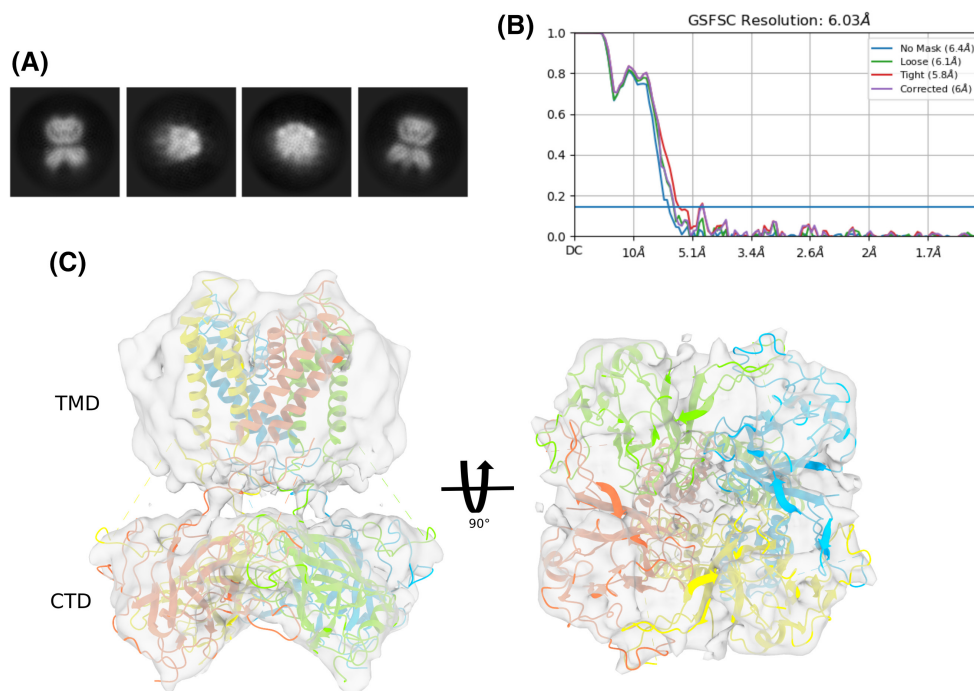 (A)
(B)
GSFSC Resolution: 6.03Å
No Mask (6.4Å)
Loose (6.1Å)
Tight (5.8Å)
Corrected (6Å)
1.0
0.8
0.6
0.4
0.2
0.0
DC
10Å
5.1Å
3.44Å
2.6Å
2Å
1.7Å
(C)
TMD
90°
CTD